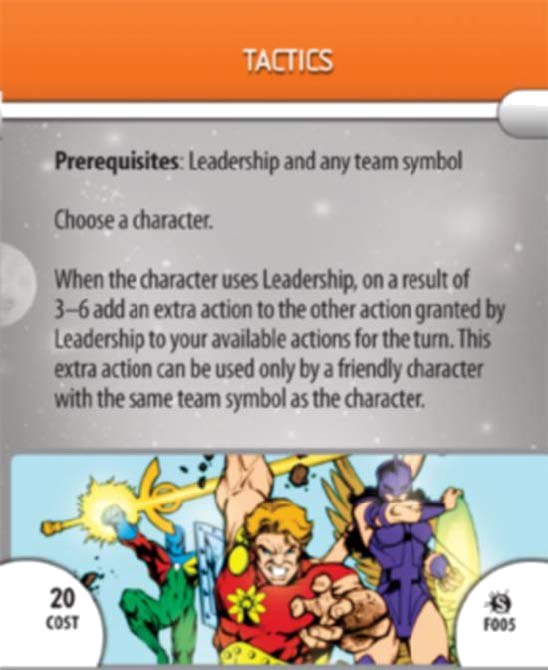 TACTICS
Prerequisites: Leadership and any team symbol
Choose a character.
When the character uses Leadership, on a result of
3–6 add an extra action to the other action granted by
Leadership to your available actions for the turn. This
extra action can be used only by a friendly character
with the same team symbol as the character.
20
COST
S
F005